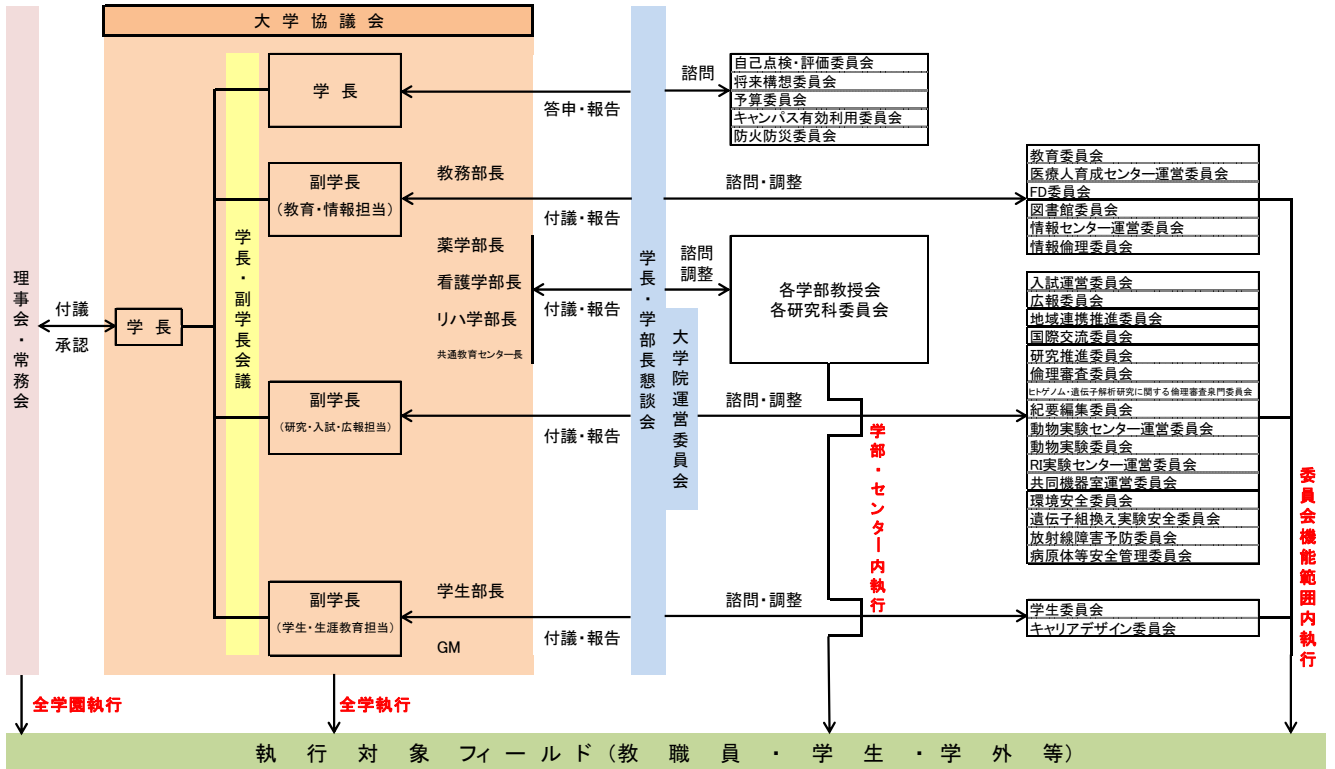 大学協議会
理事会・常務会
付議
承認
学長
学長・副学長会議
学長
副学長
(教育・情報担当)
副学長
(研究・入試・広報担当)
副学長
(学生・生涯教育担当)
教務部長
薬学部長
看護学部長
リハ学部長
共通教育センター長
学生部長
GM
答申・報告
付議・報告
付議・報告
付議・報告
付議・報告
学長・学部長懇談会
大学院運営委員会
諮問
諮問・調整
諮問
調整
諮問・調整
諮問・調整
自己点検・評価委員会
将来構想委員会
予算委員会
キャンパス有効利用委員会
防火防災委員会
各学部教授会
各研究科委員会
教育委員会
医療人育成センター運営委員会
FD委員会
図書館委員会
情報センター運営委員会
情報倫理委員会
入試運営委員会
広報委員会
地域連携推進委員会
国際交流委員会
研究推進委員会
倫理審査委員会
ヒトゲノム・遺伝子解析研究に関する倫理審査専門委員会
紀要編集委員会
動物実験センター運営委員会
動物実験委員会
RI実験センター運営委員会
共同機器室運営委員会
環境安全委員会
遺伝子組換え実験安全委員会
放射線障害予防委員会
病原体等安全管理委員会
学生委員会
キャリアデザイン委員会
学部・センター内執行
委員会機能範囲内執行
全学園執行
全学執行
執行対象フィールド(教職員・学生・学外等)